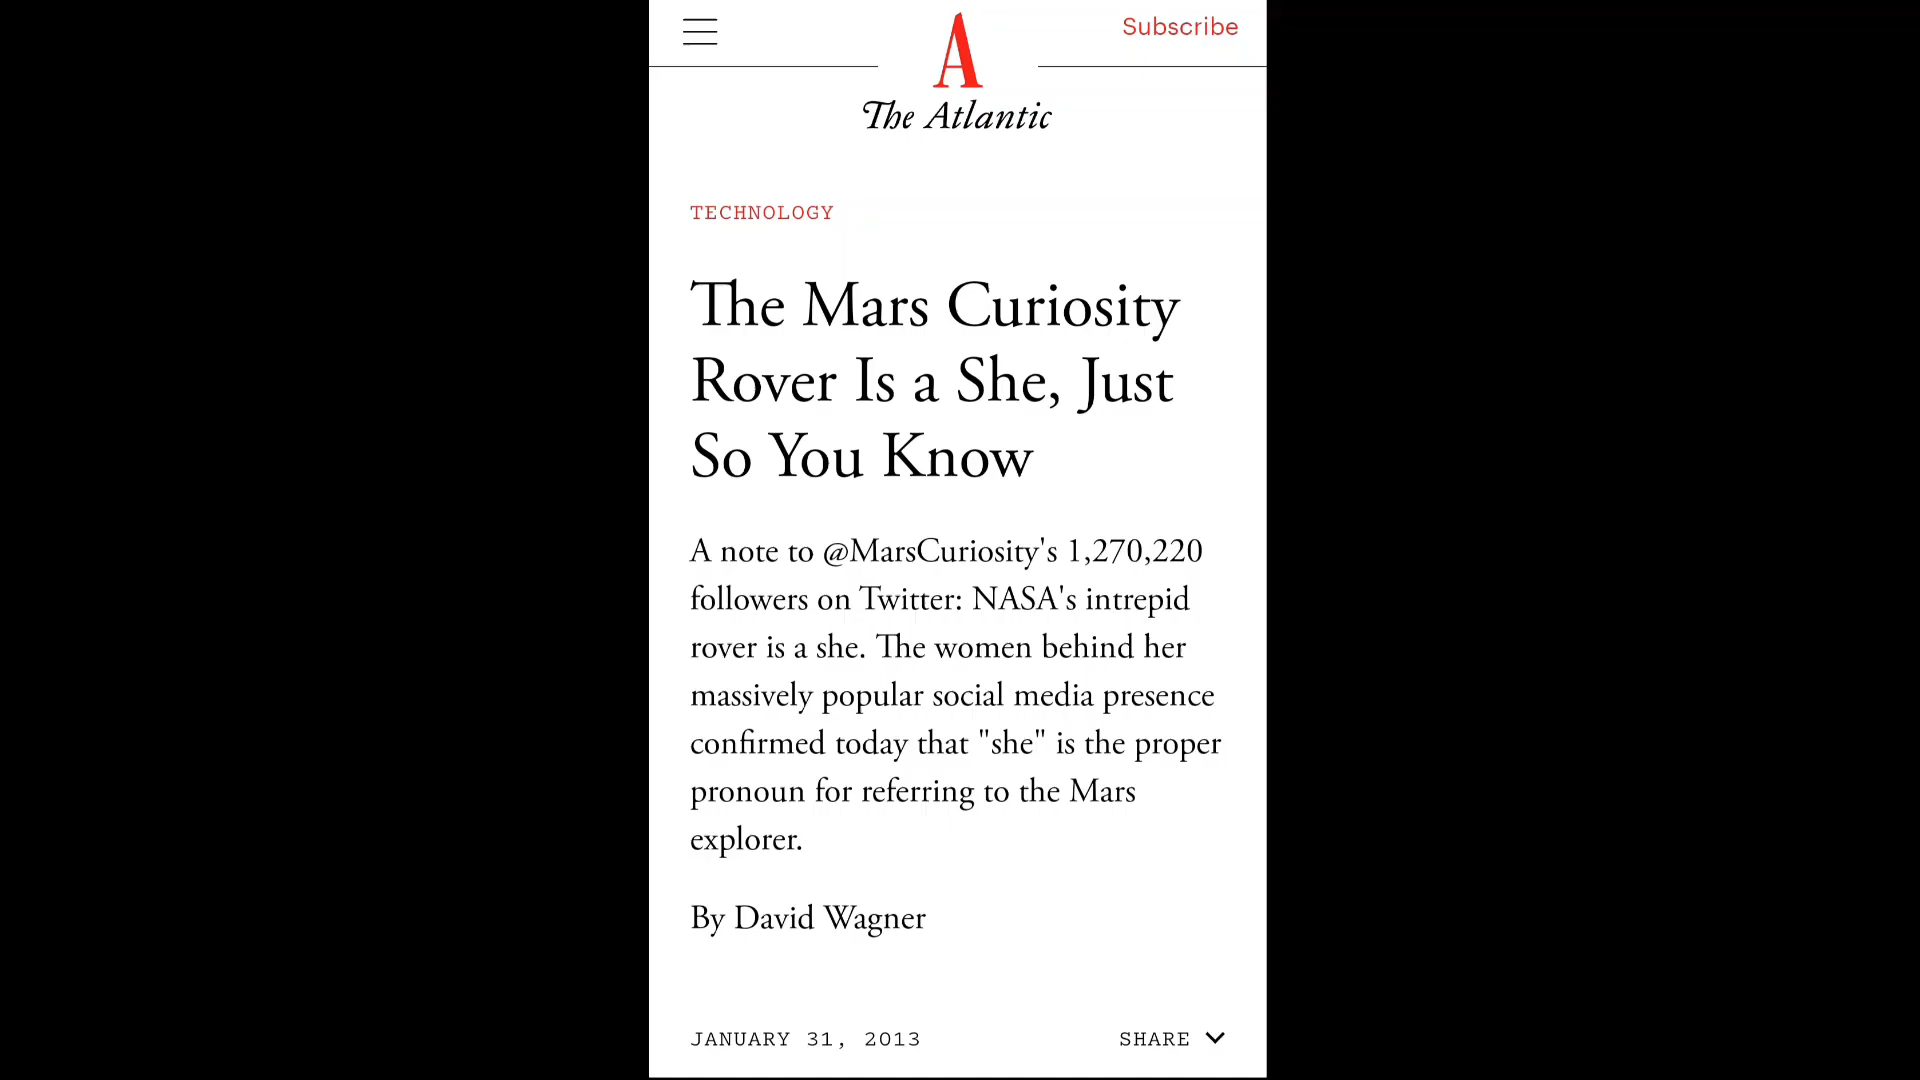 Subscribe
A
The Atlantic
TECHNOLOGY
The Mars Curiosity
Rover Is a She, Just
So You Know
A note to @MarsCuriosity's 1,270,220
followers on Twitter: NASA's intrepid
rover is a she. The women behind her
massively popular social media presence
confirmed today that "she" is the proper
pronoun for referring to the Mars
explorer.
By David Wagner
JANUARY 31, 2013
SHARE